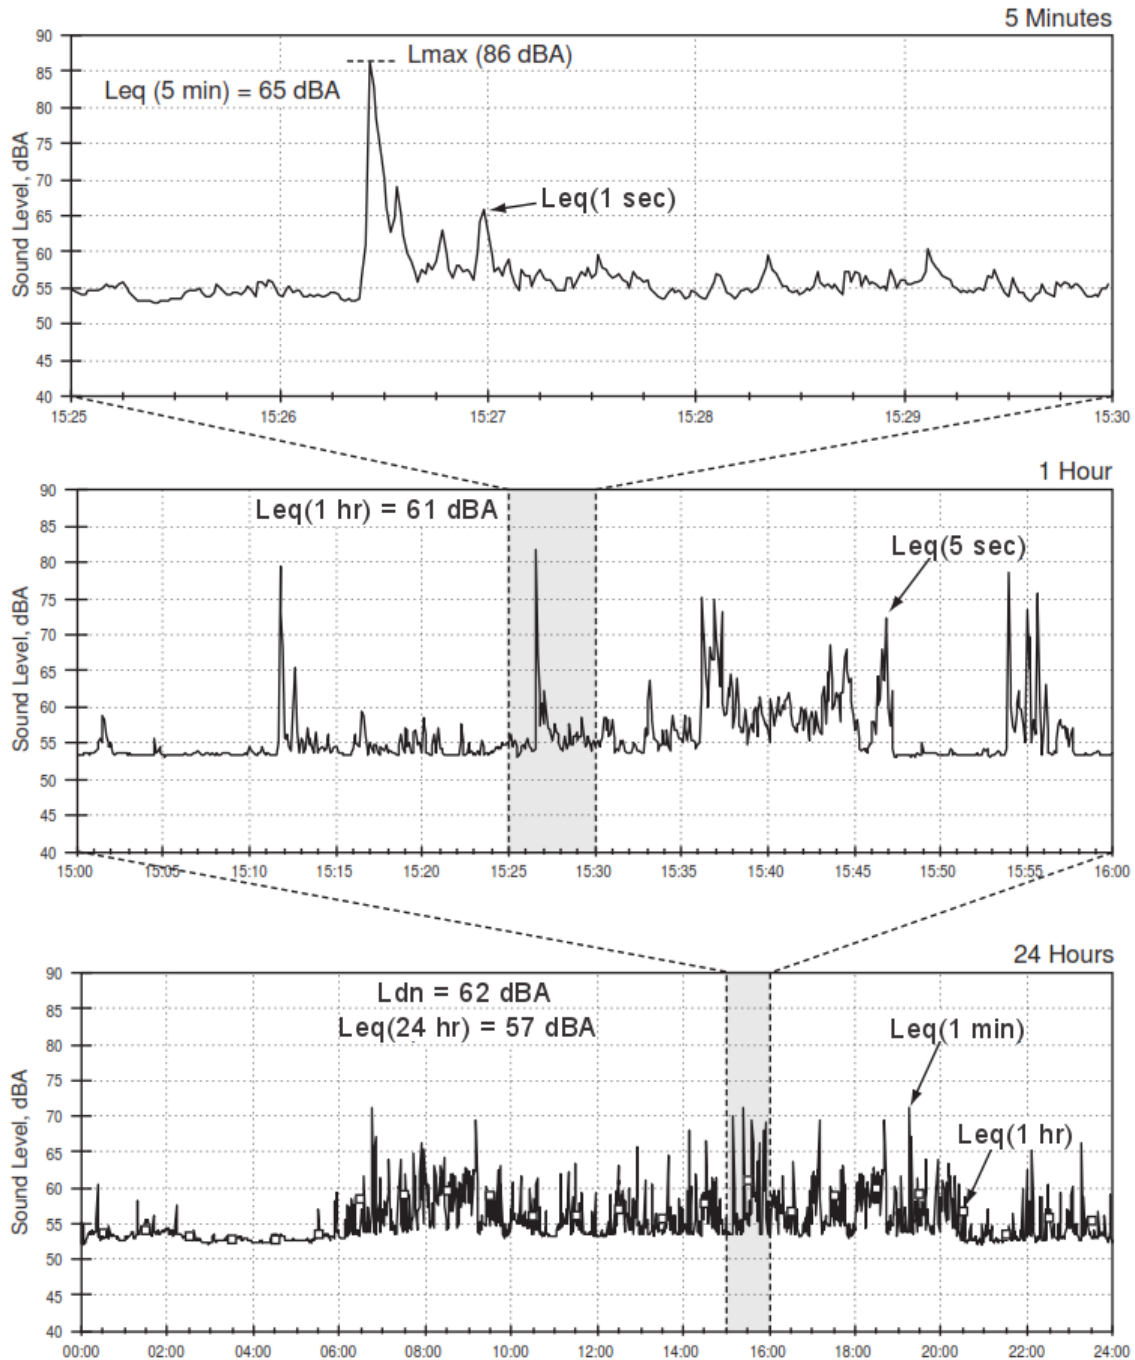 5 Minutes
90
85
80
75
70
65
60
55
50
45
40
Sound Level, dBA
Lmax (86 dBA)
Leq (5 min) = 65 dBA
Leq(1 sec)
15:25 15:26 15:27 15:28 15:29 15:30
1 Hour
90
85
80
75
70
65
60
55
50
45
40
Sound Level, dBA
Leq(1 hr) = 61 dBA
Leq(5 sec)
15:00 15:05 15:10 15:15 15:20 15:25 15:30 15:35 15:40 15:45 15:50 15:55 16:00
24 Hours
90
85
80
75
70
65
60
55
50
45
40
Sound Level, dBA
Ldn = 62 dBA
Leq(24 hr) = 57 dBA
Leq(1 min)
Leq(1 hr)
00:00 02:00 04:00 06:00 08:00 10:00 12:00 14:00 16:00 18:00 20:00 22:00 24:00